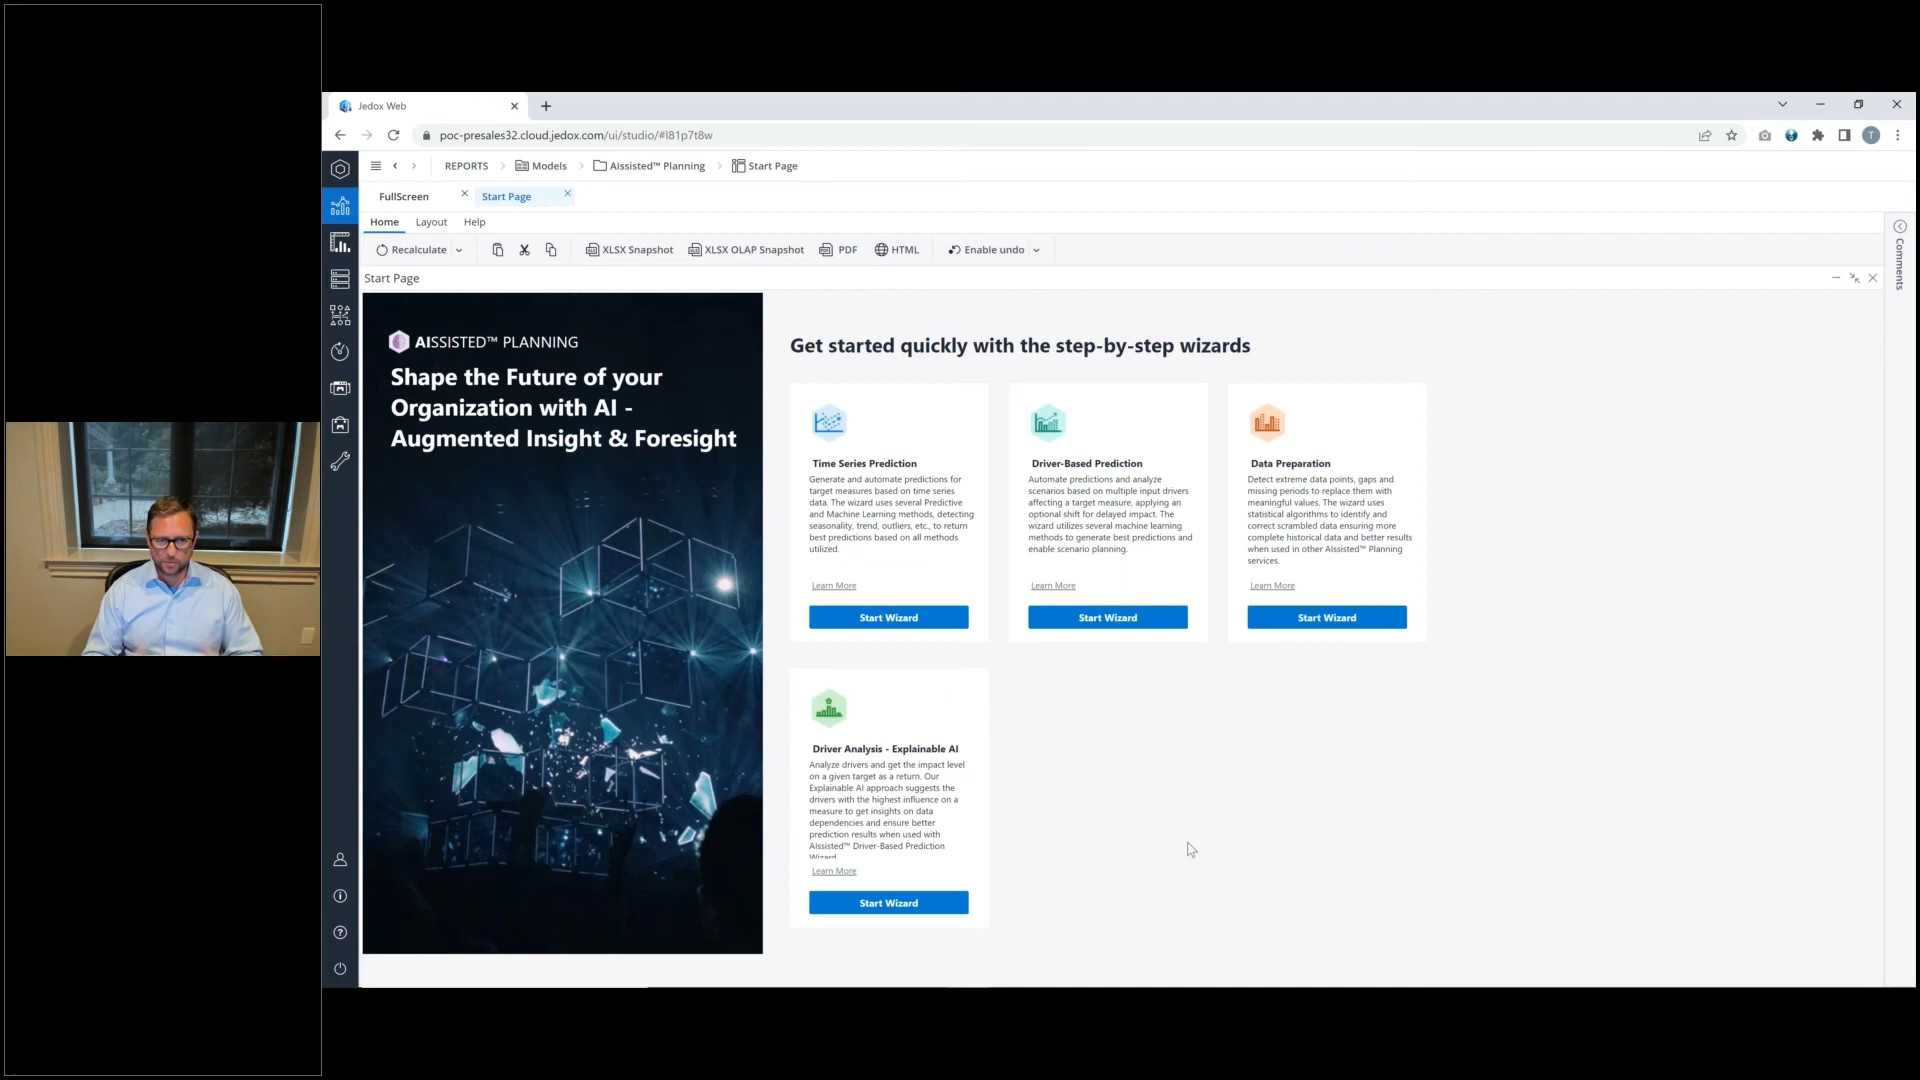 Jedox Web
poc-presales32.cloud.jedox.com/ui/studio/#l81p7t8w
T
REPORTS
Models
AIssisted™ Planning
Start Page
FullScreen
Start Page
Home
Layout
Help
Recalculate
XLSX Snapshot
XLSX OLAP Snapshot
PDF
HTML
Enable undo
Comments
Start Page
AISSISTED™ PLANNING
Shape the Future of your
Organization with AI -
Augmented Insight & Foresight
Get started quickly with the step-by-step wizards
Time Series Prediction
Generate and automate predictions for
target measures based on time series
data. The wizard uses several Predictive
and Machine Learning methods, detecting
seasonality, trend, outliers, etc., to return
best predictions based on all methods
utilized.
Learn More
Start Wizard
Driver-Based Prediction
Automate predictions and analyze
scenarios based on multiple input drivers
affecting a target measure, applying an
optional shift for delayed impact. The
wizard utilizes several machine learning
methods to generate best predictions and
enable scenario planning.
Learn More
Start Wizard
Data Preparation
Detect extreme data points, gaps and
missing periods to replace them with
meaningful values. The wizard uses
statistical algorithms to identify and
correct scrambled data ensuring more
complete historical data and better results
when used in other AIssisted™ Planning
services.
Learn More
Start Wizard
Driver Analysis - Explainable AI
Analyze drivers and get the impact level
on a given target as a return. Our
Explainable AI approach suggests the
drivers with the highest influence on a
measure to get insights on data
dependencies and ensure better
prediction results when used with
AIssisted™ Driver-Based Prediction
Wizard
Learn More
Start Wizard